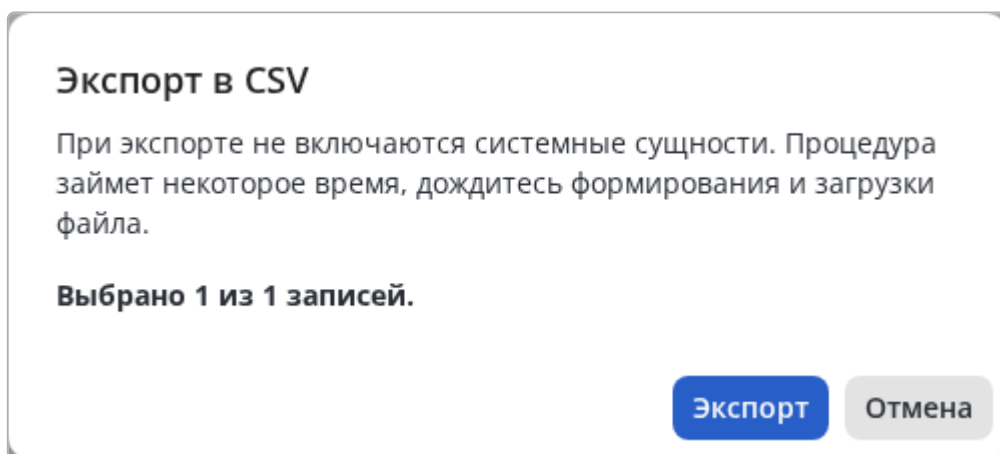 Экспорт в CSV
При экспорте не включаются системные сущности. Процедура
займет некоторое время, дождитесь формирования и загрузки
файла.
Выбрано 1 из 1 записей.
Экспорт
Отмена